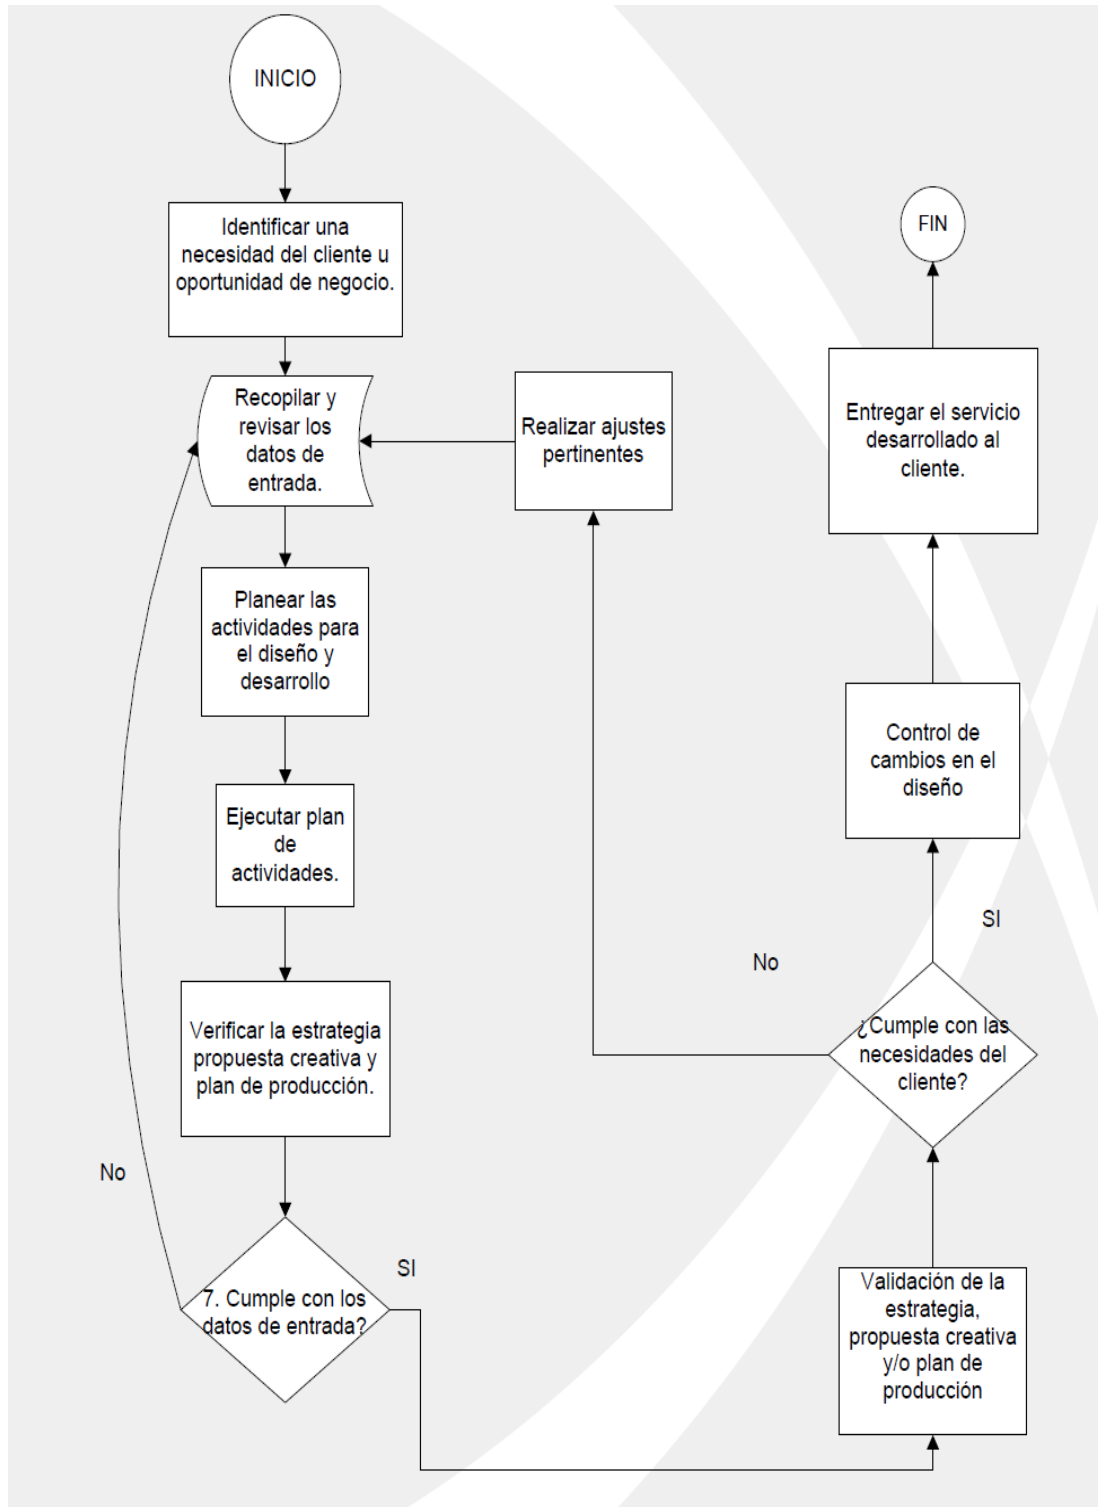 INICIO
Identificar una
necesidad del cliente u
oportunidad de negocio.
Recopilar y
revisar los
datos de
entrada.
Realizar ajustes
pertinentes
Planear las
actividades para
el diseño y
desarrollo
Ejecutar plan
de
actividades.
Verificar la estrategia
propuesta creativa y
plan de producción.
No
7. Cumple con los
datos de entrada?
SI
Validación de la
estrategia,
propuesta creativa
y/o plan de
producción
¿Cumple con las
necesidades del
cliente?
No
SI
Control de
cambios en el
diseño
Entregar el servicio
desarrollado al
cliente.
FIN